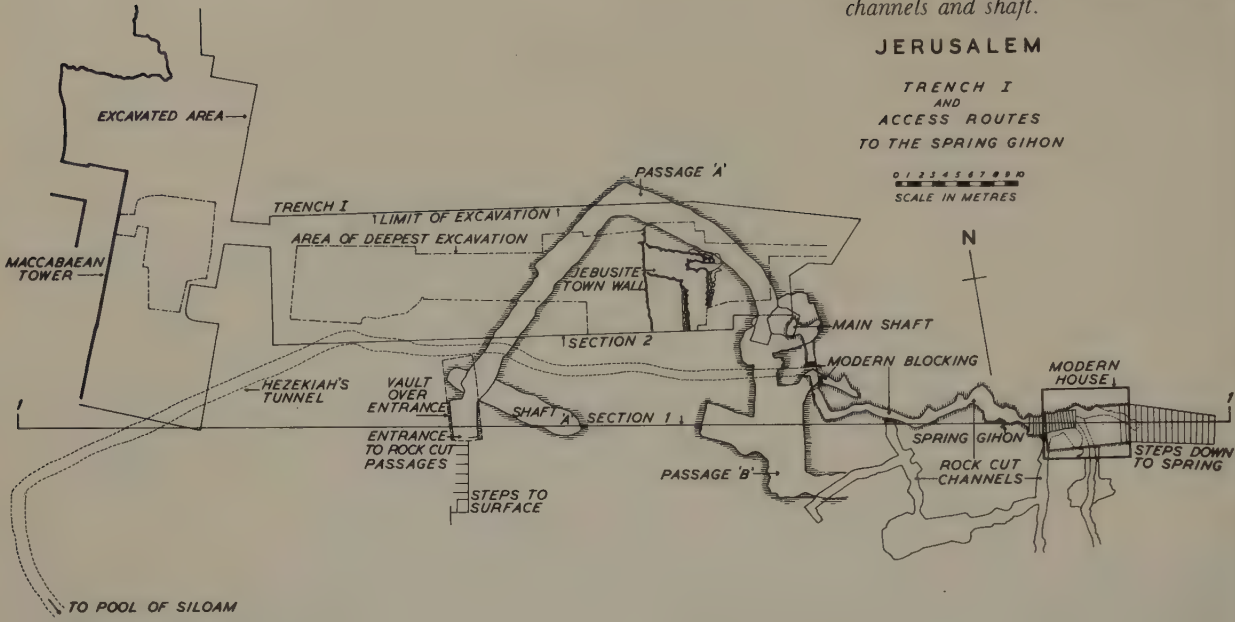 channels and shaft.
JERUSALEM
TRENCH I
AND
ACCESS ROUTES
TO THE SPRING GIHON
0 1 2 3 4 5 6 7 8 9 10
SCALE IN METRES
N
EXCAVATED AREA
PASSAGE 'A'
TRENCH I
LIMIT OF EXCAVATION
AREA OF DEEPEST EXCAVATION
MACCABAEAN
TOWER
JEBUSITE
TOWN WALL
MAIN SHAFT
SECTION 2
MODERN BLOCKING
HEZEKIAH'S
TUNNEL
VAULT
OVER
ENTRANCE
MODERN
HOUSE
1
SHAFT
'A'
SECTION 1
1
ENTRANCE
TO ROCK CUT
PASSAGES
SPRING GIHON
STEPS DOWN
TO SPRING
PASSAGE 'B'
ROCK CUT
CHANNELS
STEPS TO
SURFACE
TO POOL OF SILOAM